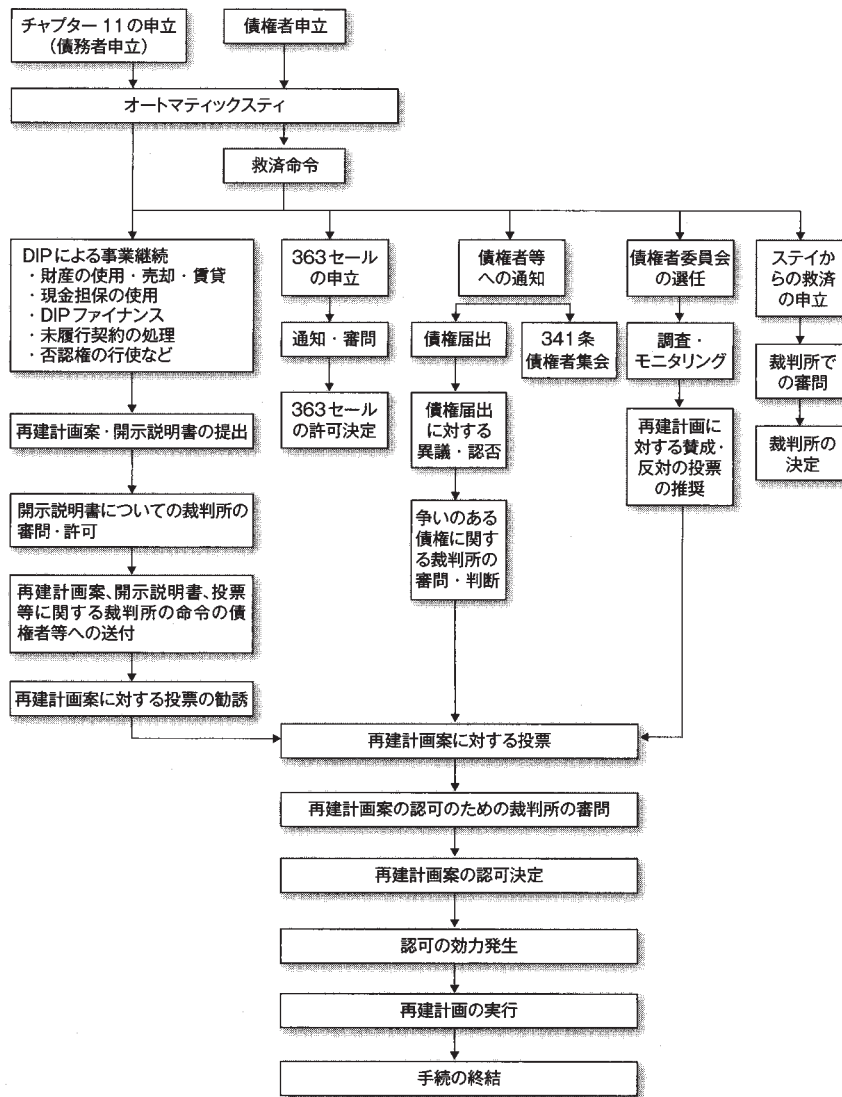 チャプター 11の申立
（債務者申立）
債権者申立
オートマティックスティ
救済命令
DIPによる事業継続
・財産の使用・売却・賃貸
・現金担保の使用
・DIPファイナンス
・未履行契約の処理
・否認権の行使など
再建計画案・開示説明書の提出
開示説明書についての裁判所の
審問・許可
再建計画案、開示説明書、投票
等に関する裁判所の命令の債
権者等への送付
再建計画案に対する投票の勧誘
363セール
の申立
通知・審問
363セール
の許可決定
債権者等
への通知
債権届出
341条
債権者集会
債権届出
に対する
異議・認否
争いのある
債権に関す
る裁判所の
審問・判断
債権者委員会
の選任
調査・
モニタリング
再建計画に
対する賛成・
反対の投票
の推奨
ステイか
らの救済
の申立
裁判所で
の審問
裁判所の
決定
再建計画案に対する投票
再建計画案の認可のための裁判所の審問
再建計画案の認可決定
認可の効力発生
再建計画の実行
手続の終結